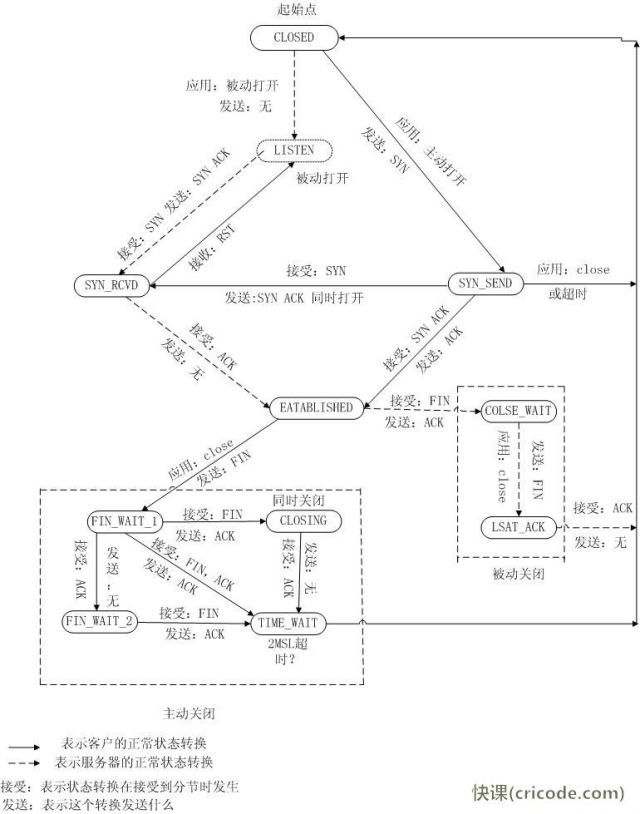 起始点
CLOSED
应用：被动打开
发送：无
应用：主动打开
发送：SYN
LISTEN
被动打开
接受：SYN 发送：SYN ACK
接收：RST
SYN_RCVD
接受：SYN
发送:SYN ACK 同时打开
SYN_SEND
应用：close
或超时
接受：ACK
发送：无
接受：SYN ACK
发送：ACK
EATABLISHED
接受：FIN
发送：ACK
COLSE_WAIT
应用：close
发送：FIN
发送：FIN
应用：close
LSAT_ACK
接受：ACK
发送：无
被动关闭
同时关闭
FIN_WAIT_1
接受：FIN
发送：ACK
CLOSING
接受：ACK
发送：无
接受：FIN, ACK
发送：ACK
发送：无
接受：ACK
FIN_WAIT_2
接受：FIN
发送：ACK
TIME_WAIT
2MSL超
时?
主动关闭
表示客户的正常状态转换
表示服务器的正常状态转换
接受：表示状态转换在接受到分节时发生
发送：表示这个转换发送什么
快课(cricode.com)